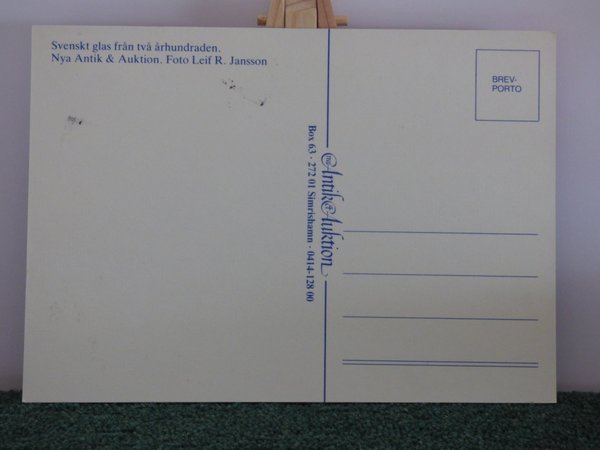 Svenskt glas från två århundraden.
Nya Antik & Auktion. Foto Leif R. Jansson
BREV-
PORTO
nya Antik & Auktion
Box 63 · 272 01 Simrishamn · 0414-128 00